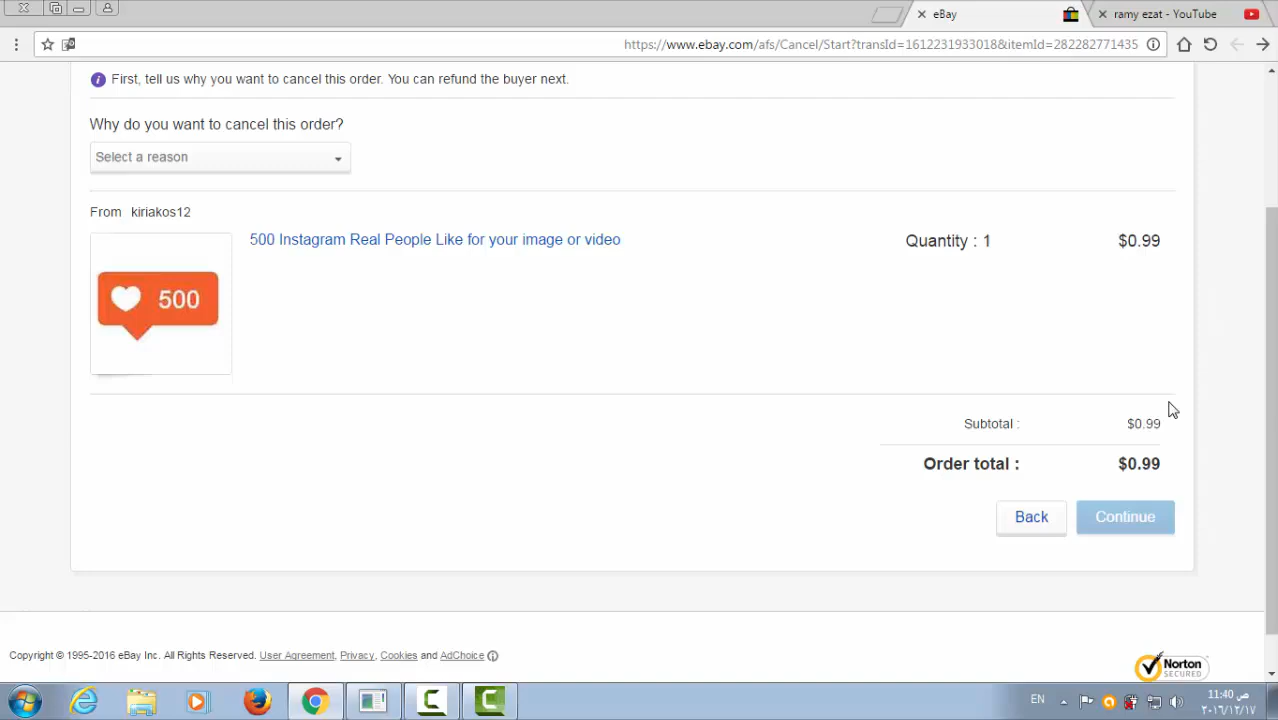 eBay
ramy ezat - YouTube
https://www.ebay.com/afs/Cancel/Start?transId=1612231933018&itemId=282282771435
First, tell us why you want to cancel this order. You can refund the buyer next.
Why do you want to cancel this order?
Select a reason
From kiriakos12
500 Instagram Real People Like for your image or video
Quantity : 1
$0.99
500
Subtotal :
$0.99
Order total :
$0.99
Back
Continue
Copyright © 1995-2016 eBay Inc. All Rights Reserved. User Agreement, Privacy, Cookies and AdChoice
Norton
SECURED
EN
11:40 ص
٢٠١٦/١٢/١٧